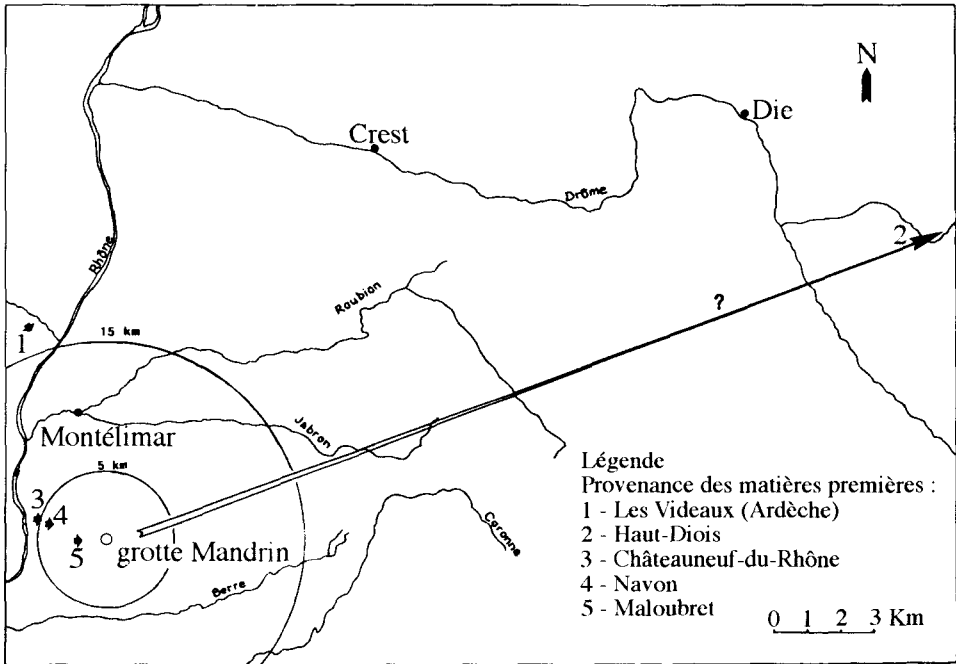 N
Die
Crest
Drôme
Rhône
2
Roubion
?
1
15 km
Jabron
Montélimar
5 km
3
4
5
grotte Mandrin
Caronne
Berre
Légende
Provenance des matières premières :
1 - Les Videaux (Ardèche)
2 - Haut-Diois
3 - Châteauneuf-du-Rhône
4 - Navon
5 - Maloubret
0 1 2 3 Km